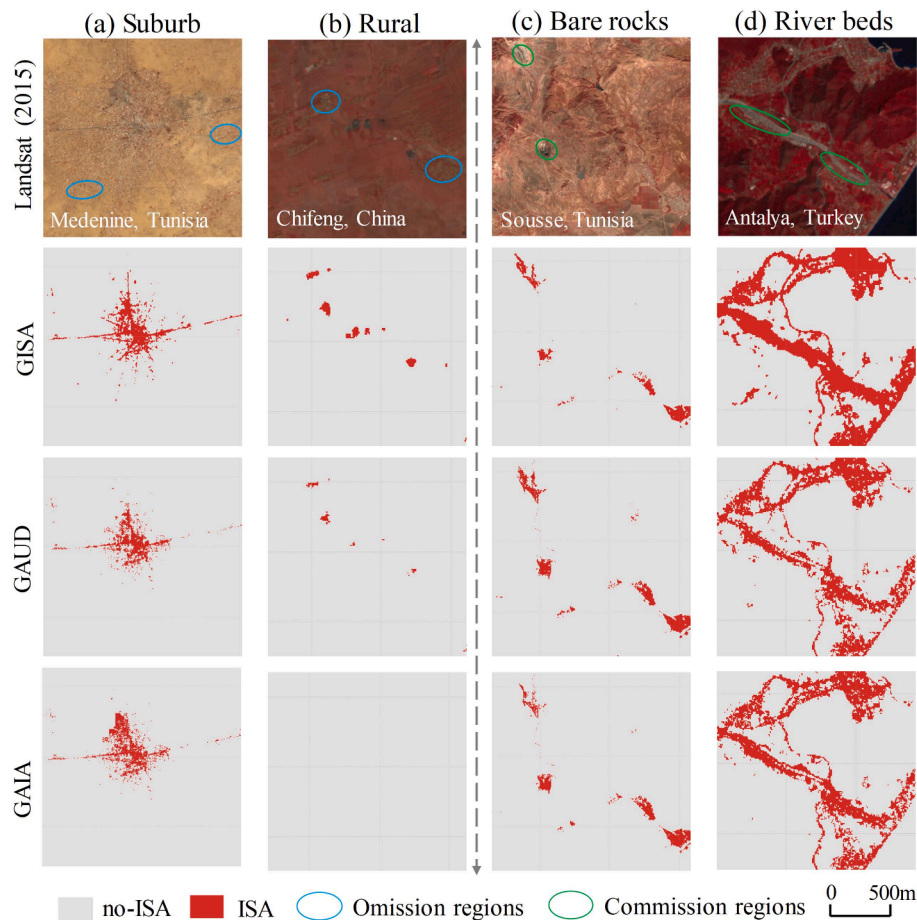 (a) Suburb
(b) Rural
(c) Bare rocks
(d) River beds
Landsat (2015)
Medenine, Tunisia
Chifeng, China
Sousse, Tunisia
Antalya, Turkey
GISA
GAUD
GAIA
no-ISA
ISA
Omission regions
Commission regions
0 500m